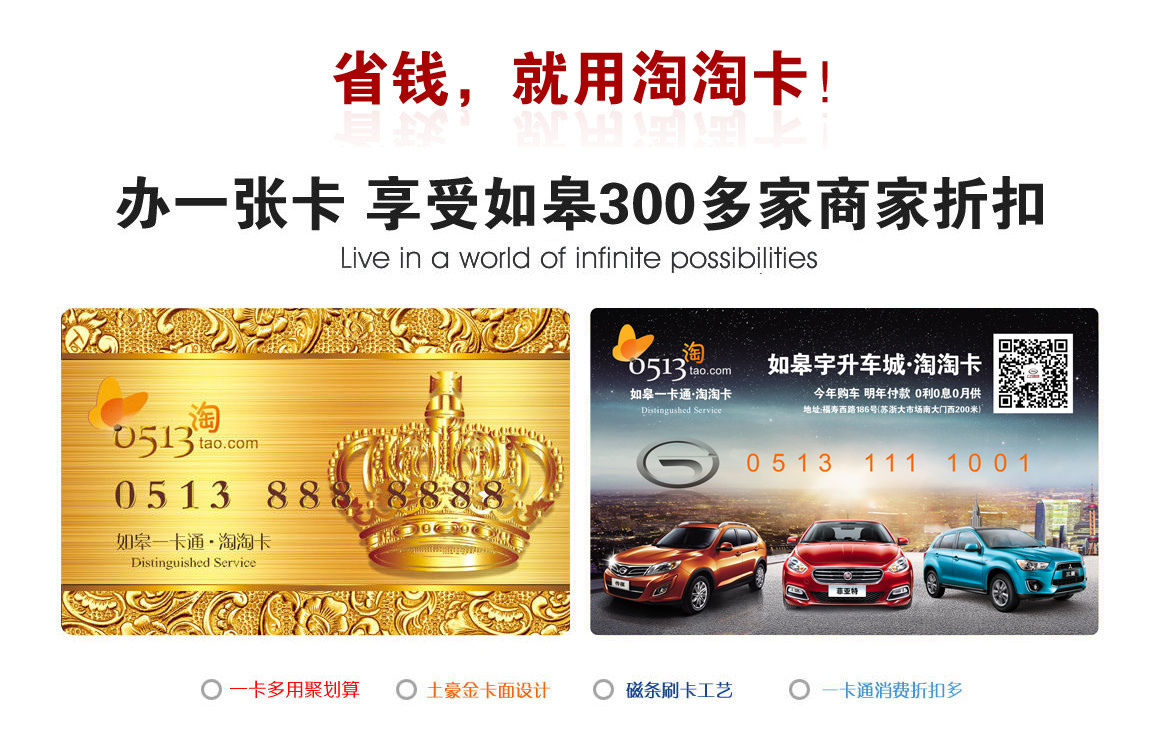 省钱，就用淘淘卡!
办一张卡 享受如皋300多家商家折扣
Live in a world of infinite possibilities
0513淘
tao.com
0513 888 8888
如皋一卡通·淘淘卡
Distinguished Service
0513淘
tao.com
如皋一卡通·淘淘卡
Distingushed Service
如皋宇升车城·淘淘卡
今年购车 明年付款 0利0息0月供
地址:福寿西路186号(苏浙大市场南大门西200米)
0513 111 1001
传祺
菲亚特
三菱
一卡多用聚划算
土豪金卡面设计
磁条刷卡工艺
一卡通消费折扣多